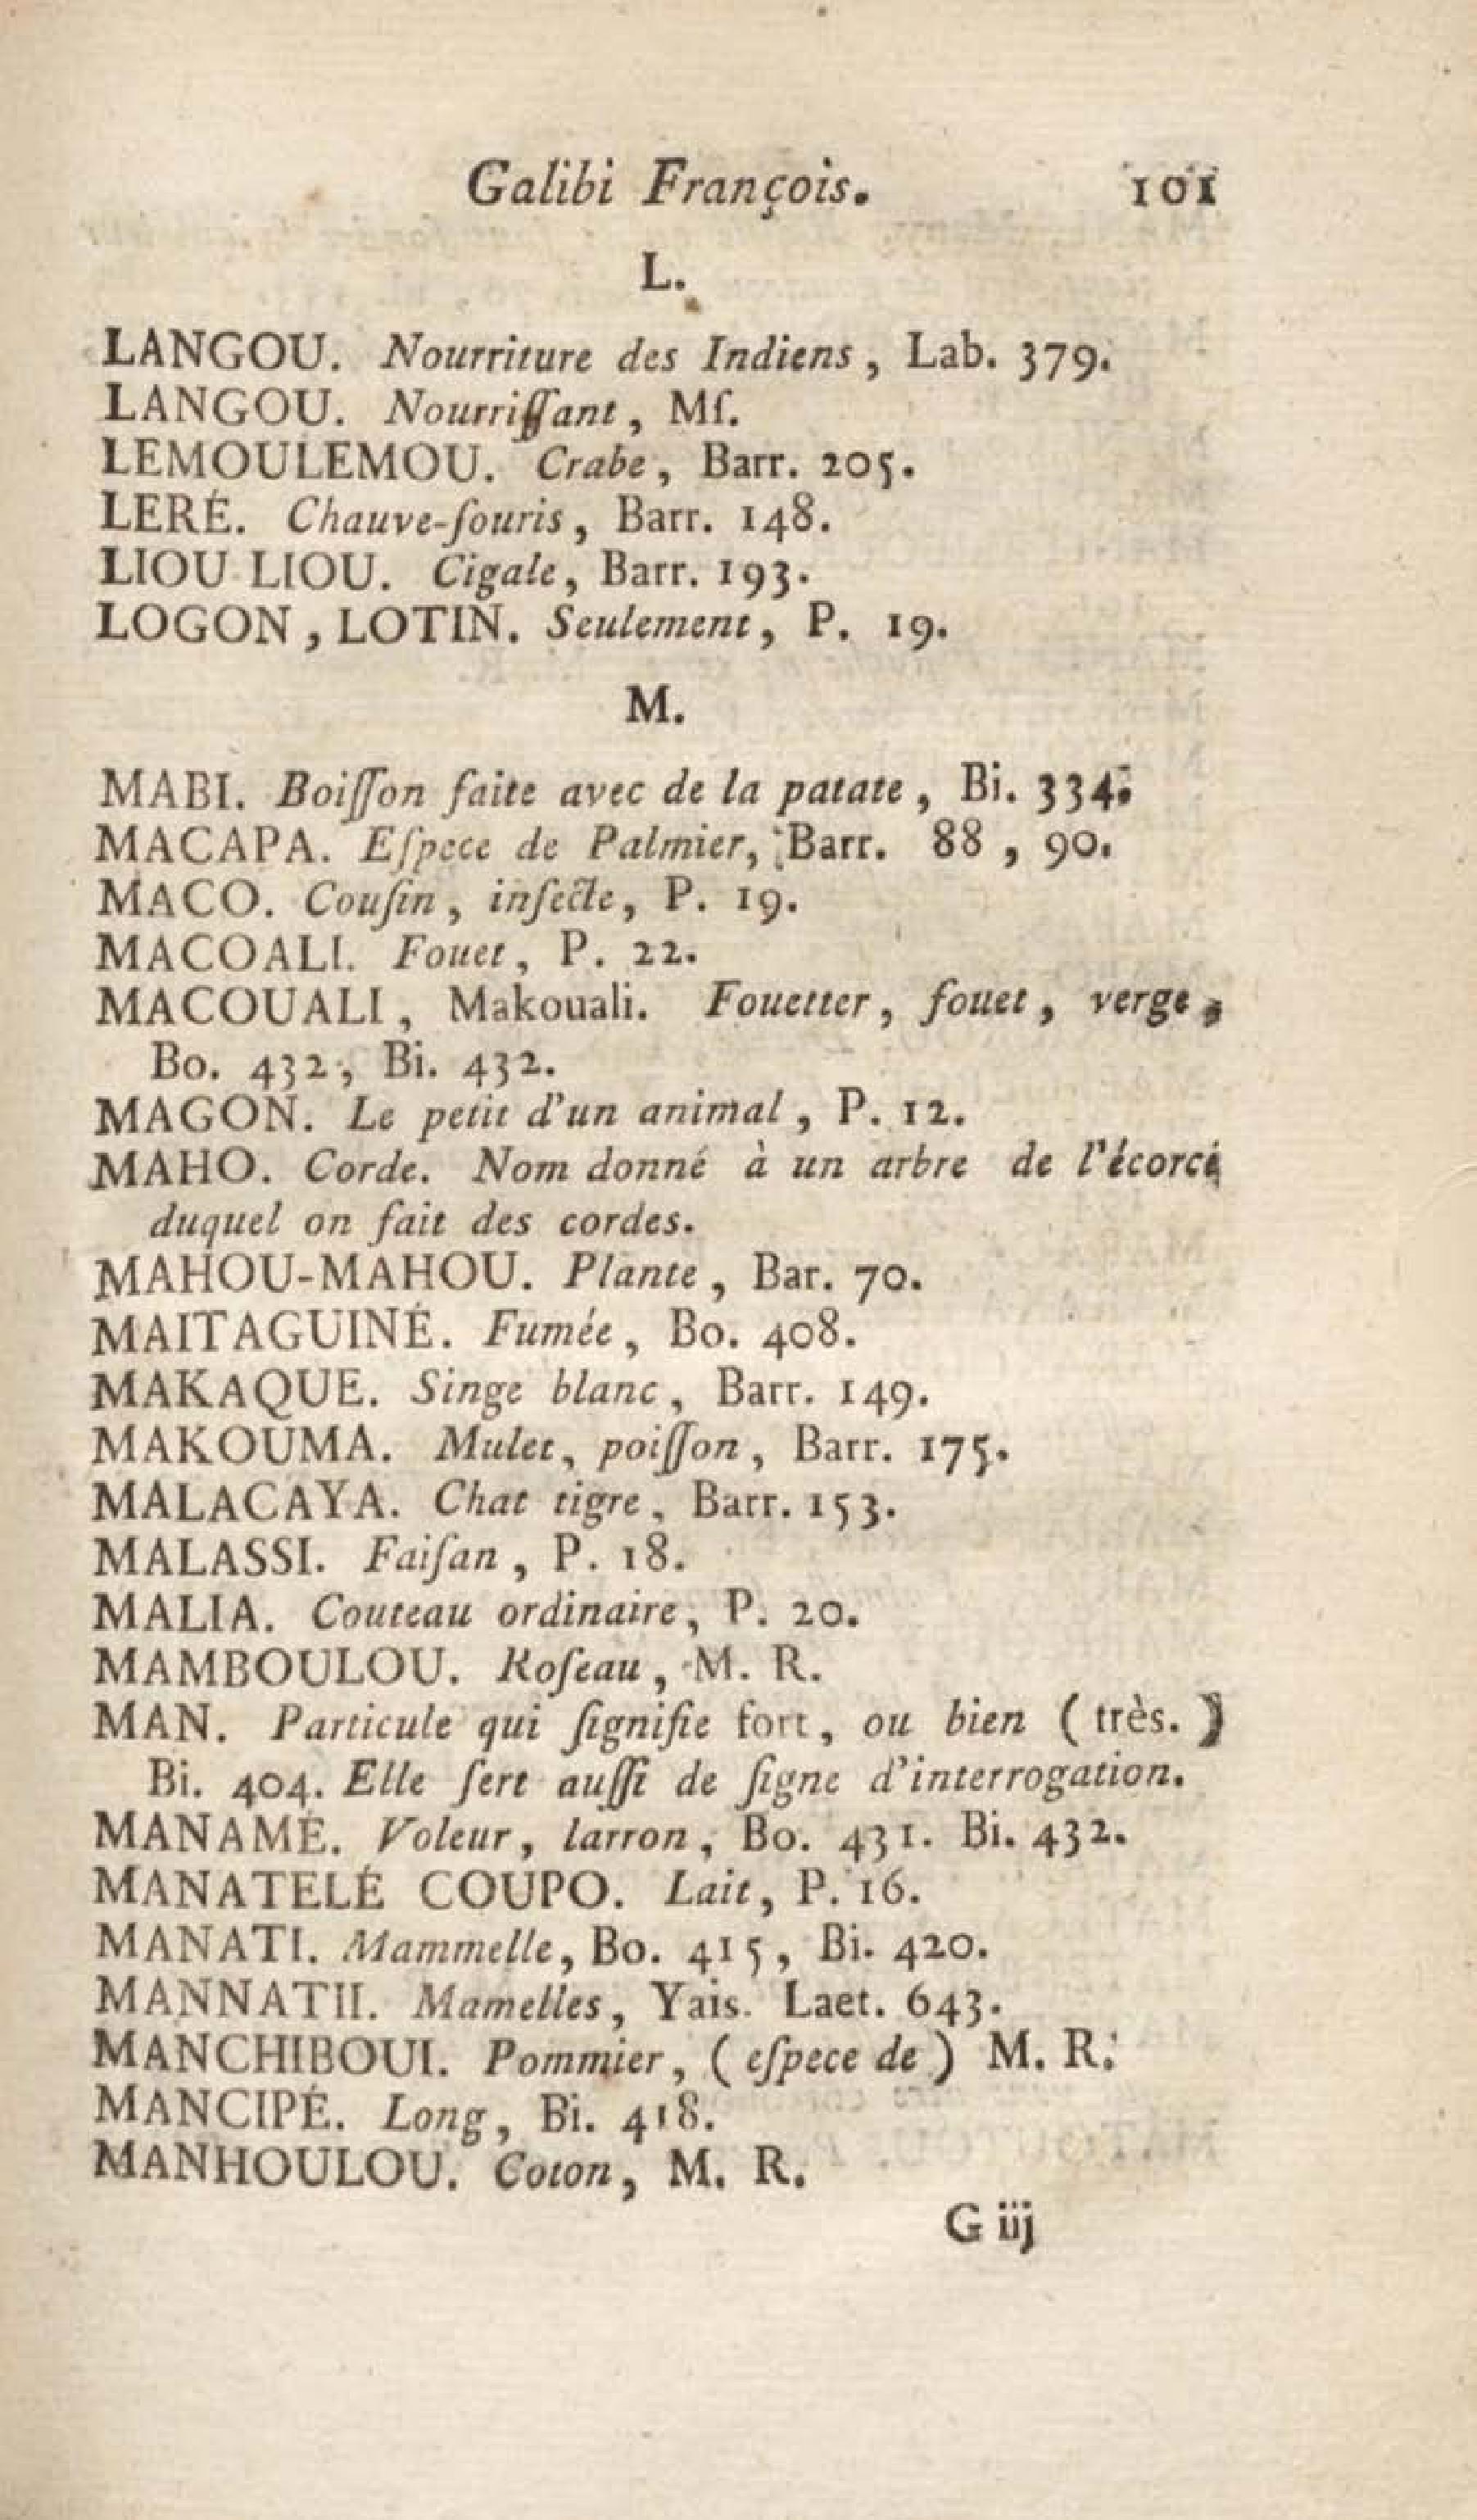 Galibi François. 101
L.
LANGOU. Nourriture des Indiens, Lab. 379.
LANGOU. Nourriſſant, Mſ.
LEMOULEMOU. Crabe, Barr. 205.
LERÉ. Chauve-ſouris, Barr. 148.
LIOU LIOU. Cigale, Barr. 193.
LOGON, LOTIN. Seulement, P. 19.
M.
MABI. Boiſſon faite avec de la patate, Bi. 334.
MACAPA. Eſpece de Palmier, Barr. 88, 90.
MACO. Couſin, inſecte, P. 19.
MACOALI. Fouet, P. 22.
MACOUALI, Makouali. Fouetter, fouet, verge,
Bo. 432, Bi. 432.
MAGON. Le petit d'un animal, P. 12.
MAHO. Corde. Nom donné à un arbre de l'écorce
duquel on fait des cordes.
MAHOU-MAHOU. Plante, Bar. 70.
MAITAGUINÉ. Fumée, Bo. 408.
MAKAQUE. Singe blanc, Barr. 149.
MAKOUMA. Mulet, poiſſon, Barr. 175.
MALACAYA. Chat tigre, Barr. 153.
MALASSI. Faiſan, P. 18.
MALIA. Couteau ordinaire, P. 20.
MAMBOULOU. Roſeau, M. R.
MAN. Particule qui ſignifie fort, ou bien (très.)
Bi. 404. Elle ſert auſſi de ſigne d'interrogation.
MANAMÉ. Voleur, larron, Bo. 431. Bi. 432.
MANATELÉ COUPO. Lait, P. 16.
MANATI. Mammelle, Bo. 415, Bi. 420.
MANNATII. Mamelles, Yais. Laet. 643.
MANCHIBOUI. Pommier, (eſpece de) M. R.
MANCIPÉ. Long, Bi. 418.
MANHOULOU. Coton, M. R.
G iij